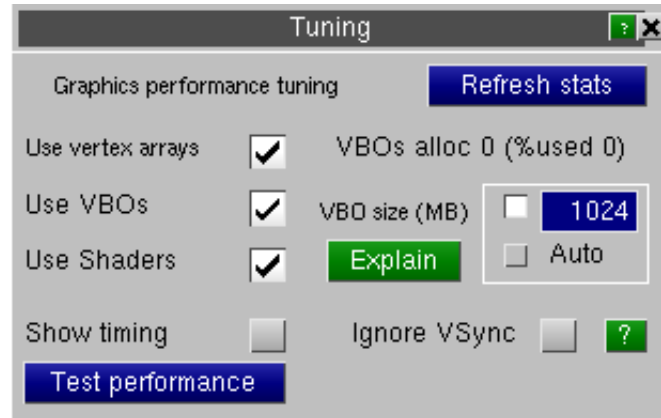 Tuning ?
Graphics performance tuning Refresh stats
Use vertex arrays VBOs alloc 0 (%used 0)
Use VBOs VBO size (MB) 1024
Use Shaders Explain Auto
Show timing Ignore VSync ?
Test performance